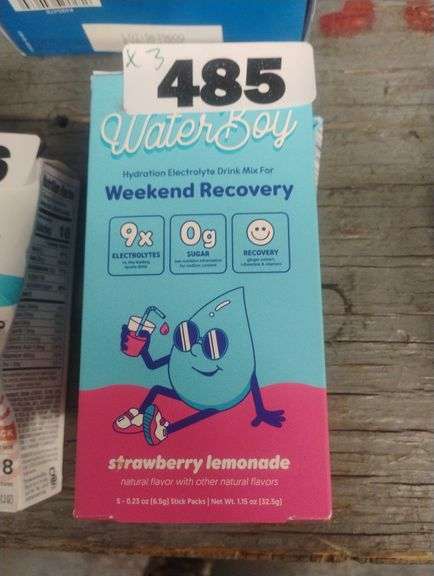 x 3
485
WaterBoy
Hydration Electrolyte Drink Mix For
Weekend Recovery
9x
ELECTROLYTES
0g
SUGAR
RECOVERY
strawberry lemonade
natural flavor with other natural flavors
5 - 0.23 oz (6.5g) Stick Packs | Net Wt. 1.15 oz (32.5g)
8